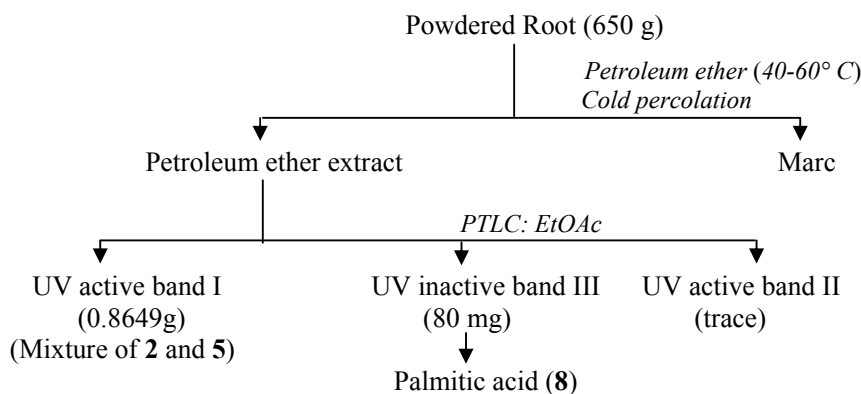 Powdered Root (650 g)
Petroleum ether (40-60° C)
Cold percolation
Petroleum ether extract
Marc
PTLC: EtOAc
UV active band I
(0.8649g)
(Mixture of 2 and 5)
UV inactive band III
(80 mg)
UV active band II
(trace)
Palmitic acid (8)